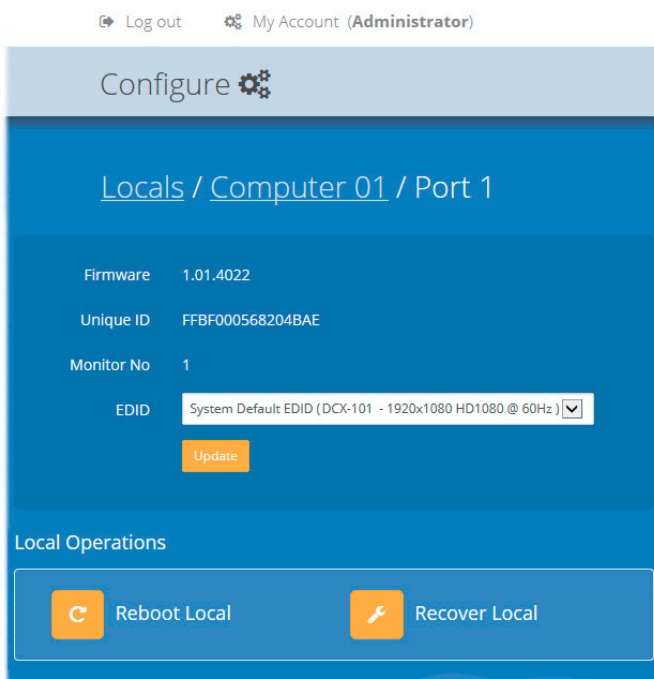 Log out My Account (Administrator)
Configure
Locals / Computer 01 / Port 1
Firmware 1.01.4022
Unique ID FFBF000568204BAE
Monitor No 1
EDID System Default EDID (DCX-101 - 1920x1080 HD1080 @ 60Hz )
Update
Local Operations
Reboot Local Recover Local